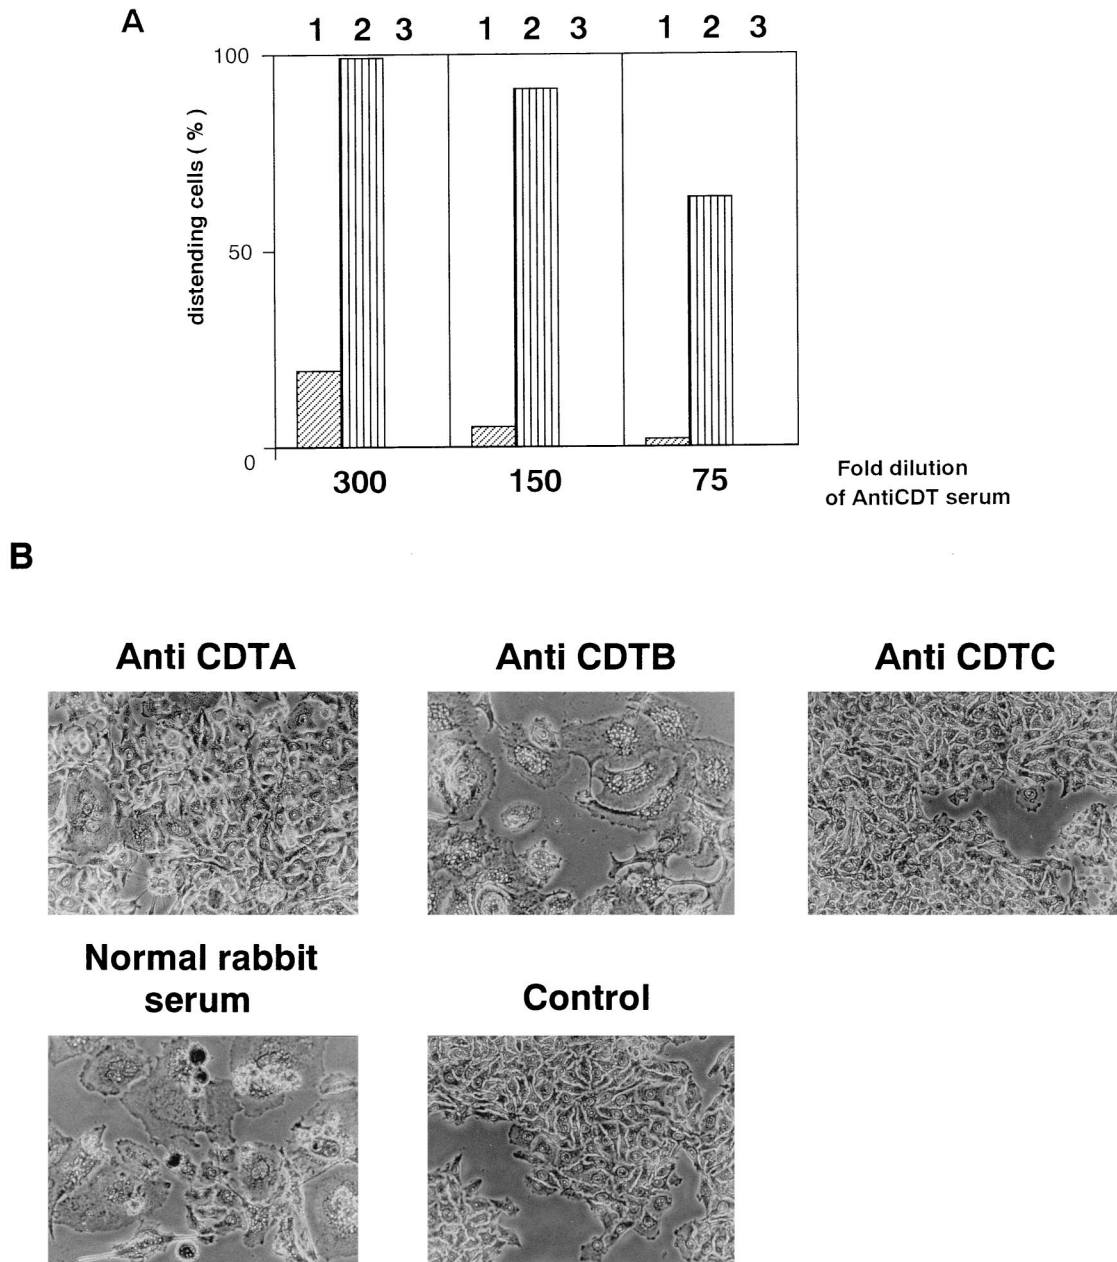 A
1 2 3 1 2 3 1 2 3
100
50
0
distending cells ( % )
300 150 75
Fold dilution
of AntiCDT serum
B
Anti CDTA Anti CDTB Anti CDTC
Normal rabbit
serum
Control